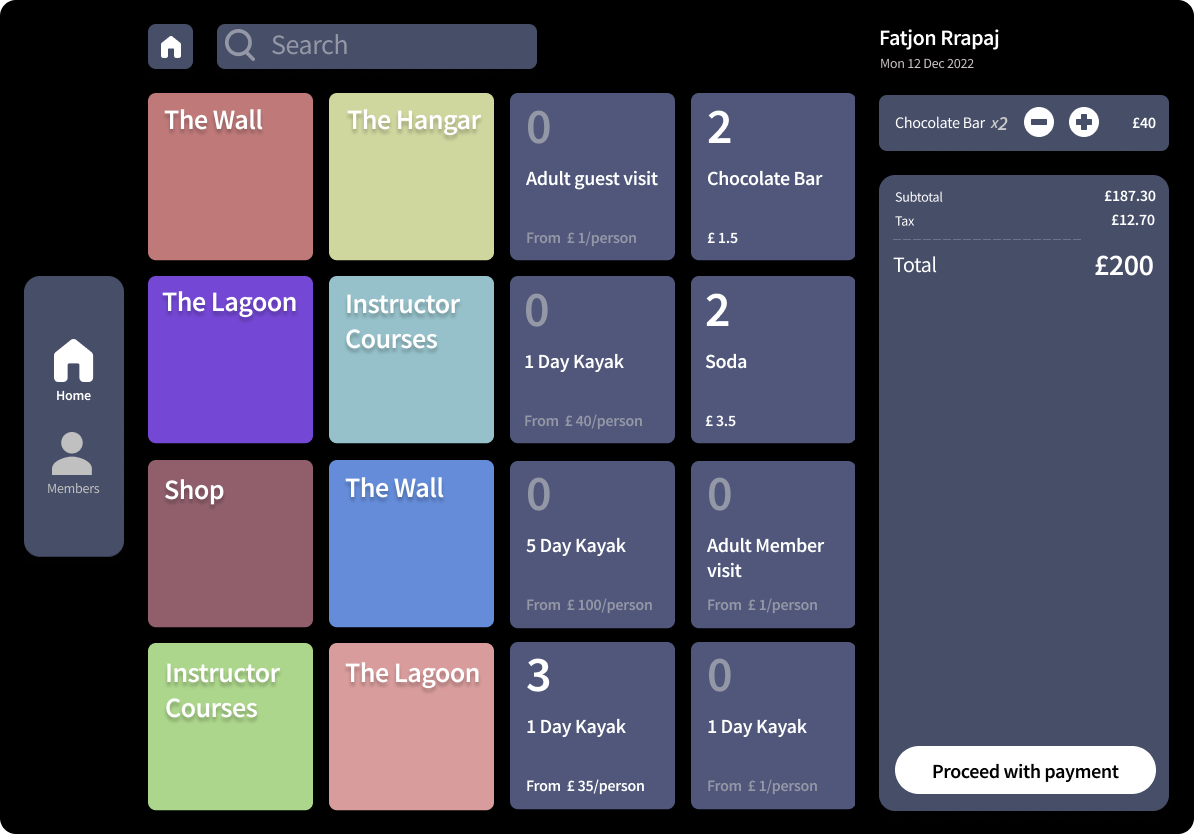 Search
Fatjon Rrapaj
Mon 12 Dec 2022
The Wall
The Hangar
0
Adult guest visit
From £ 1/person
2
Chocolate Bar
£ 1.5
Chocolate Bar x2
£40
Subtotal
£187.30
Tax
£12.70
Total
£200
Home
Members
The Lagoon
Instructor
Courses
0
1 Day Kayak
From £ 40/person
2
Soda
£ 3.5
Shop
The Wall
0
5 Day Kayak
From £ 100/person
0
Adult Member
visit
From £ 1/person
Instructor
Courses
The Lagoon
3
1 Day Kayak
From £ 35/person
0
1 Day Kayak
From £ 1/person
Proceed with payment